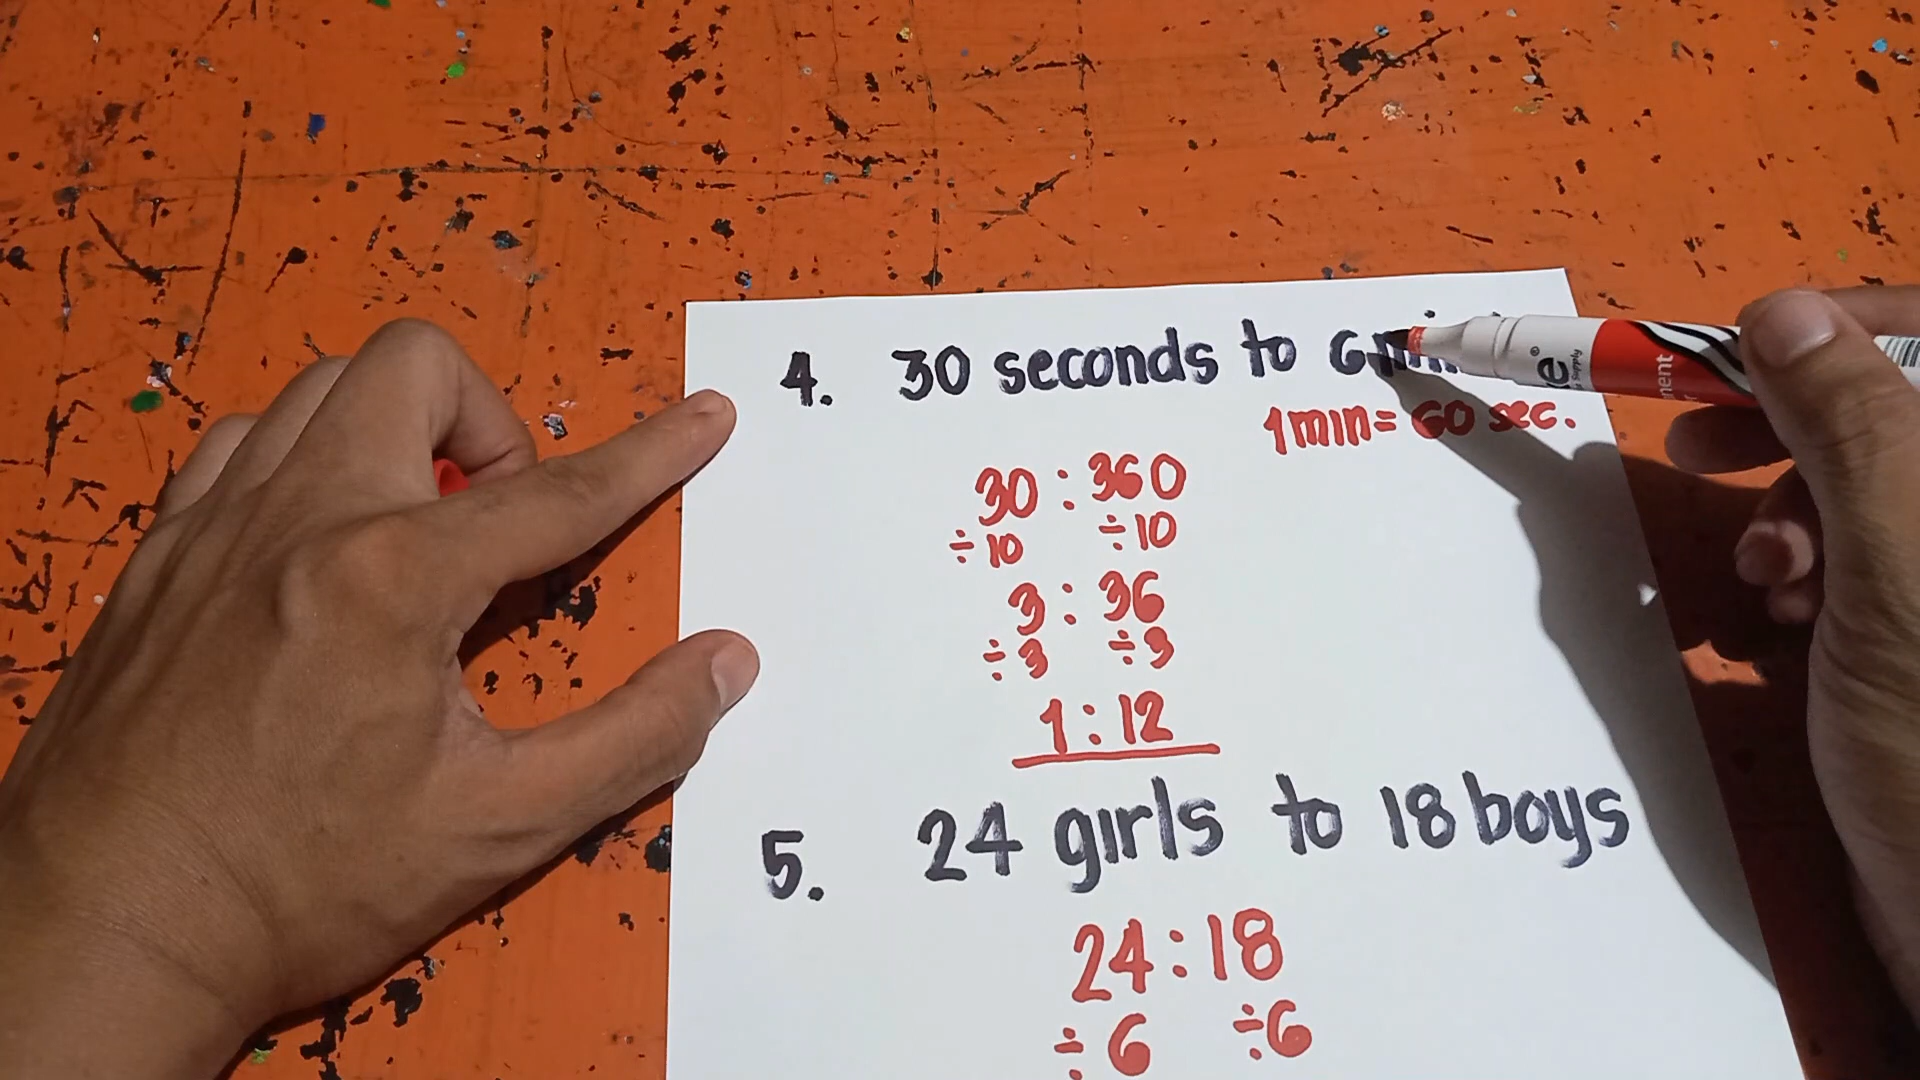 4. 30 seconds to 6
1min = 60 sec.
30 : 360
÷10 ÷10
3 : 36
÷3 ÷3
1 : 12
5. 24 girls to 18 boys
24 : 18
÷6 ÷6